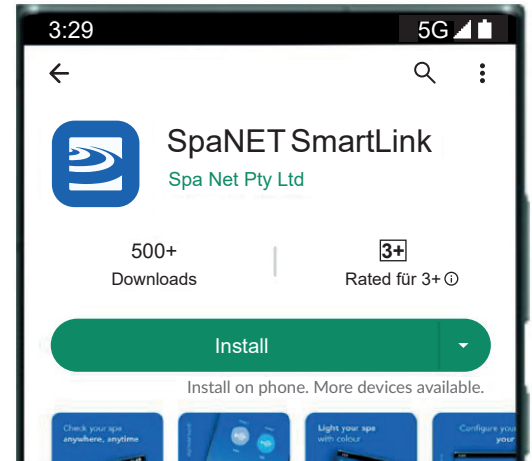 3:29
5G
SpaNET SmartLink
Spa Net Pty Ltd
500+
Downloads
3+
Rated für 3+
Install
Install on phone. More devices available.
Check your spa
anywhere, anytime
Light your spa
with colour
Configure you
your